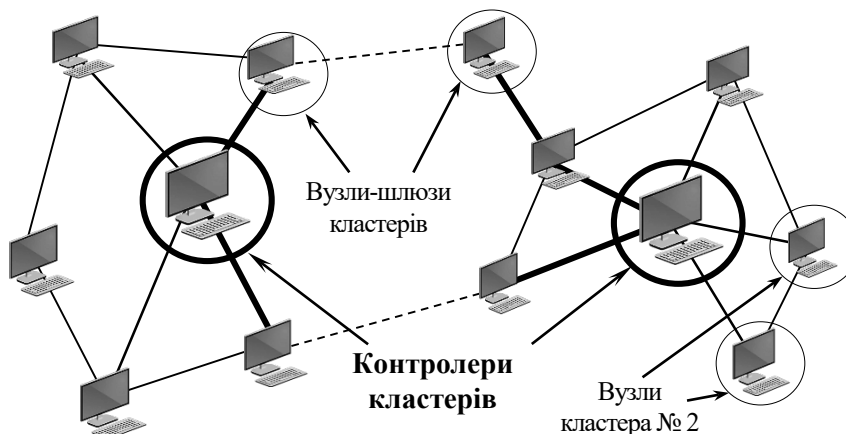 Вузли-шлюзи
кластерів
Контролери
кластерів
Вузли
кластера № 2